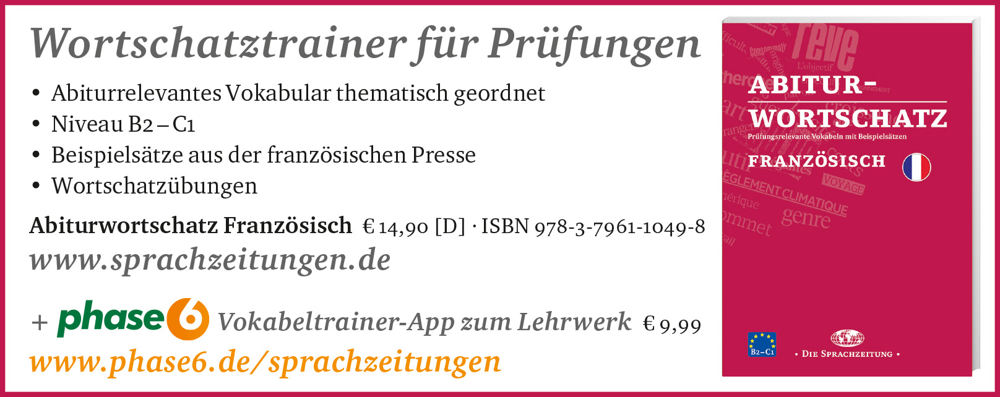 Wortschatztrainer für Prüfungen
• Abiturrelevantes Vokabular thematisch geordnet
• Niveau B2 – C1
• Beispielsätze aus der französischen Presse
• Wortschatzübungen
Abiturwortschatz Französisch € 14,90 [D] · ISBN 978-3-7961-1049-8
www.sprachzeitungen.de
+ phase6 Vokabeltrainer-App zum Lehrwerk € 9,99
www.phase6.de/sprachzeitungen
rêve
L'objectif
ABITUR-
WORTSCHATZ
Prüfungsrelevante Vokabeln mit Beispielsätzen
FRANZÖSISCH
VOYAGE
RÈGLEMENT CLIMATIQUE
genre
B2–C1
• DIE SPRACHZEITUNG •